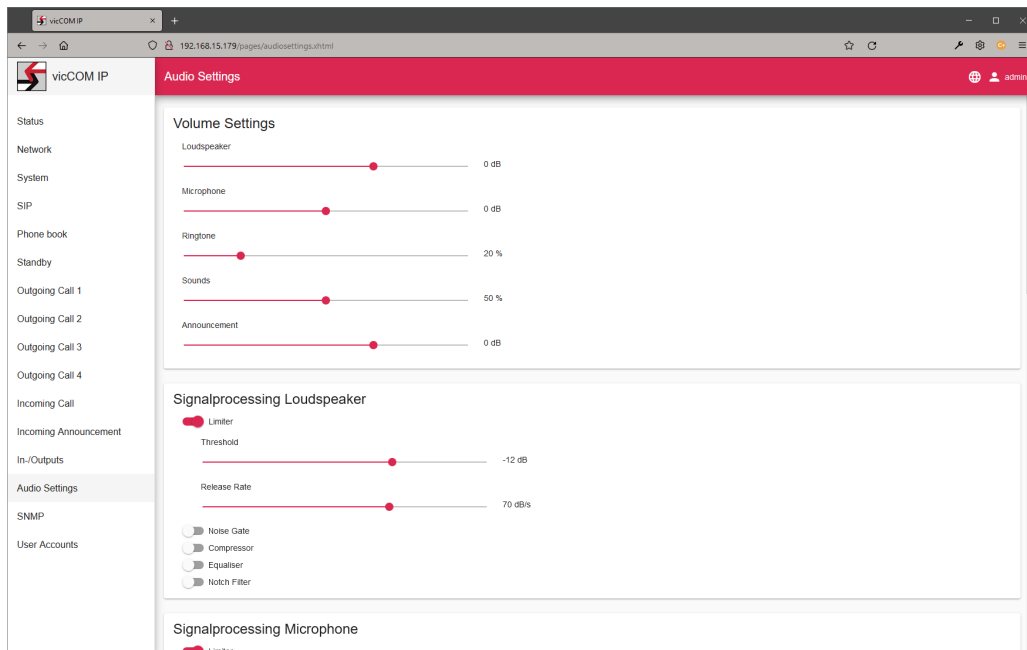 vicCOM IP
192.168.15.179/pages/audiosettings.xhtml
vicCOM IP
Audio Settings
admin
Status
Network
System
SIP
Phone book
Standby
Outgoing Call 1
Outgoing Call 2
Outgoing Call 3
Outgoing Call 4
Incoming Call
Incoming Announcement
In-/Outputs
Audio Settings
SNMP
User Accounts
Volume Settings
Loudspeaker
0 dB
Microphone
0 dB
Ringtone
20 %
Sounds
50 %
Announcement
0 dB
Signalprocessing Loudspeaker
Limiter
Threshold
-12 dB
Release Rate
70 dB/s
Noise Gate
Compressor
Equaliser
Notch Filter
Signalprocessing Microphone